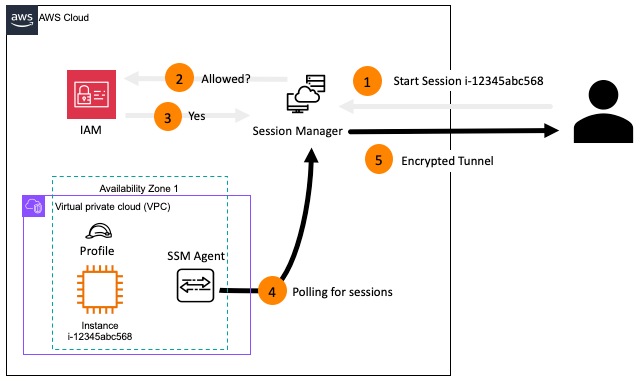 aws
AWS Cloud
1
Start Session i-12345abc568
2
Allowed?
3
Yes
IAM
Session Manager
5
Encrypted Tunnel
Availability Zone 1
Virtual private cloud (VPC)
Profile
SSM Agent
4
Polling for sessions
Instance
i-12345abc568